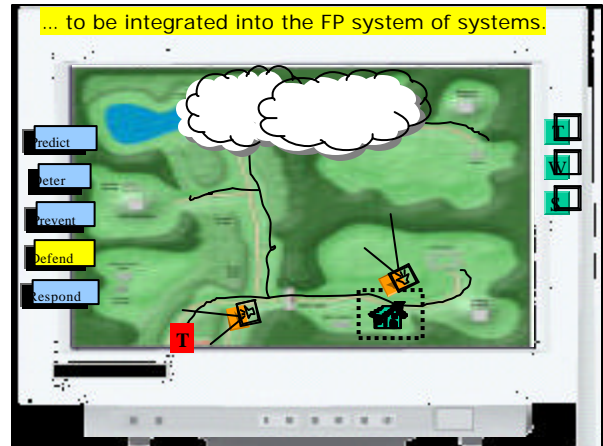 ... to be integrated into the FP system of systems.
Predict
Deter
Prevent
Defend
Respond
T
W
S
T